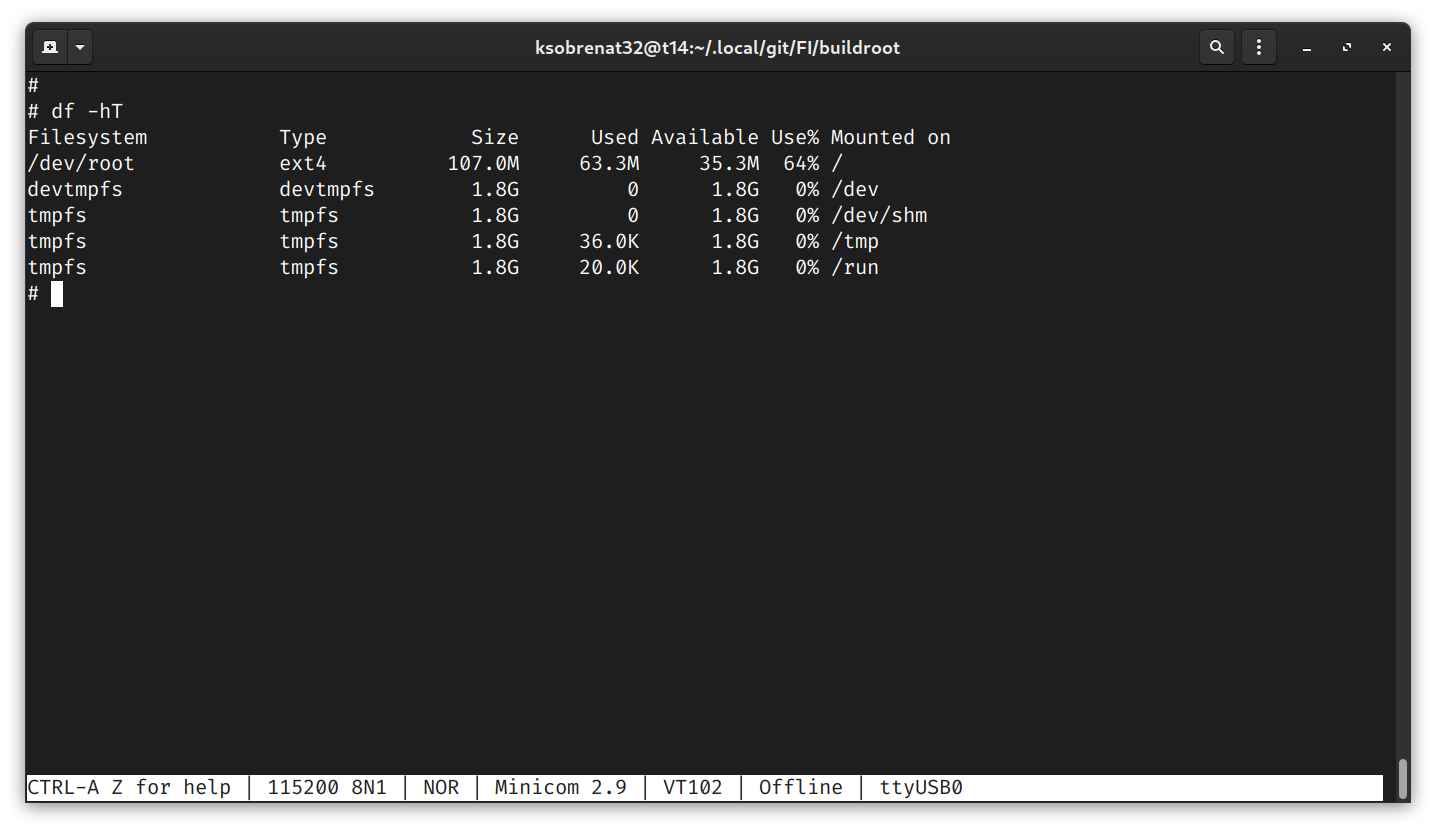 ksobrenat32@t14:~/.local/git/FI/buildroot
#
# df -hT
Filesystem           Type            Size      Used Available Use% Mounted on
/dev/root            ext4          107.0M     63.3M     35.3M  64% /
devtmpfs             devtmpfs        1.8G         0      1.8G   0% /dev
tmpfs                tmpfs           1.8G         0      1.8G   0% /dev/shm
tmpfs                tmpfs           1.8G     36.0K      1.8G   0% /tmp
tmpfs                tmpfs           1.8G     20.0K      1.8G   0% /run
#
CTRL-A Z for help | 115200 8N1 | NOR | Minicom 2.9 | VT102 | Offline | ttyUSB0